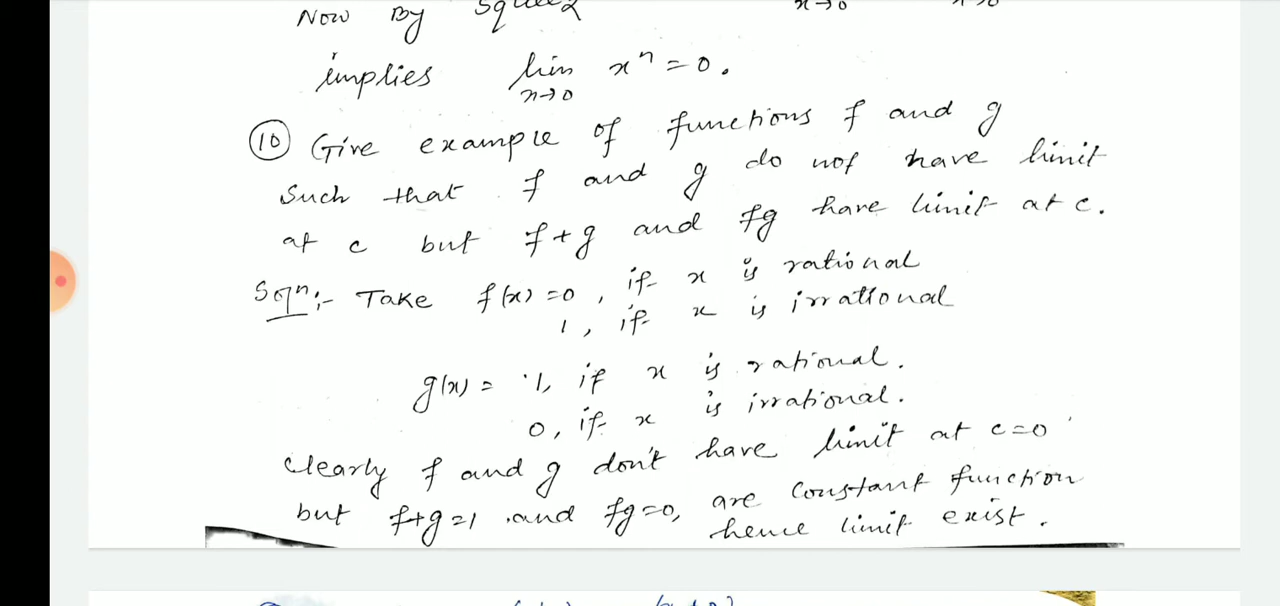 Now By
x→0
implies lim x^n = 0.
x→0
(10) Give example of functions f and g
such that f and g do not have limit
at c but f+g and fg have limit at c.
Solⁿ:- Take f(x) = 0, if x is rational
1, if x is irrational
g(x) = 1, if x is rational.
0, if x is irrational.
clearly f and g don't have limit at c=0
but f+g=1 and fg=0, are constant function
hence limit exist.